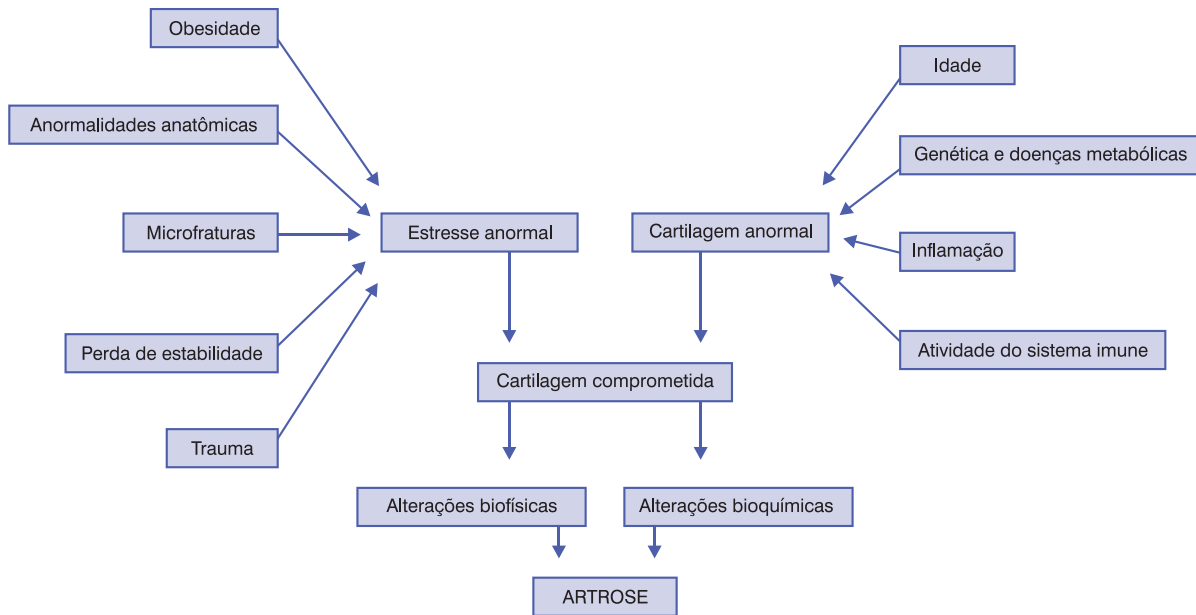 Obesidade
Idade
Anormalidades anatômicas
Genética e doenças metabólicas
Microfraturas
Estresse anormal
Cartilagem anormal
Inflamação
Perda de estabilidade
Atividade do sistema imune
Cartilagem comprometida
Trauma
Alterações biofísicas
Alterações bioquímicas
ARTROSE